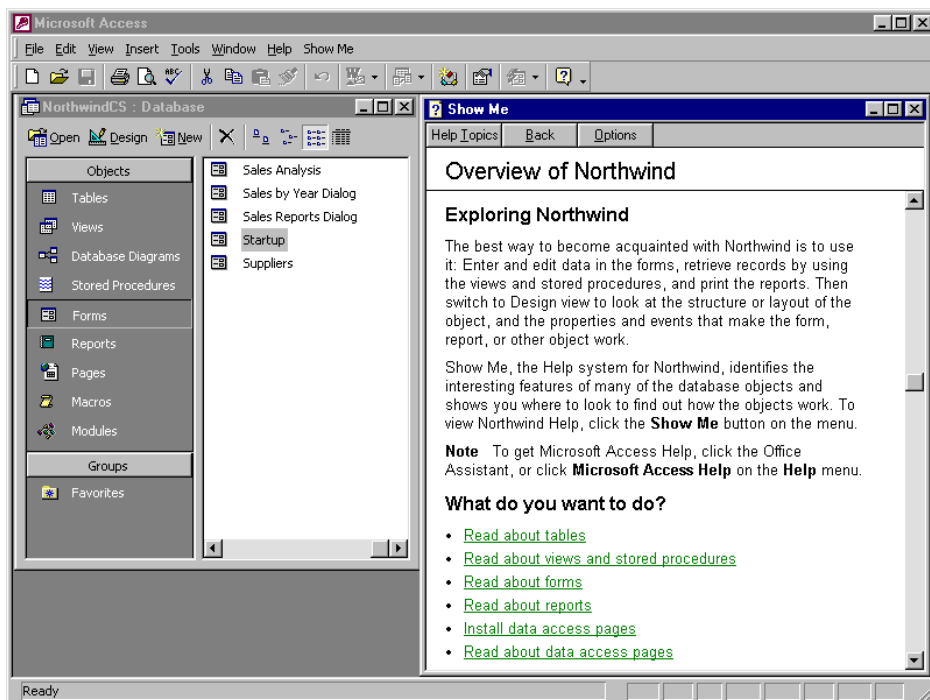 Microsoft Access
File Edit View Insert Tools Window Help Show Me
NorthwindCS : Database
Open Design New
Objects
Tables
Views
Database Diagrams
Stored Procedures
Forms
Reports
Pages
Macros
Modules
Groups
Favorites
Sales Analysis
Sales by Year Dialog
Sales Reports Dialog
Startup
Suppliers
Show Me
Help Topics Back Options
Overview of Northwind
Exploring Northwind
The best way to become acquainted with Northwind is to use
it: Enter and edit data in the forms, retrieve records by using
the views and stored procedures, and print the reports. Then
switch to Design view to look at the structure or layout of the
object, and the properties and events that make the form,
report, or other object work.
Show Me, the Help system for Northwind, identifies the
interesting features of many of the database objects and
shows you where to look to find out how the objects work. To
view Northwind Help, click the Show Me button on the menu.
Note To get Microsoft Access Help, click the Office
Assistant, or click Microsoft Access Help on the Help menu.
What do you want to do?
• Read about tables
• Read about views and stored procedures
• Read about forms
• Read about reports
• Install data access pages
• Read about data access pages
Ready